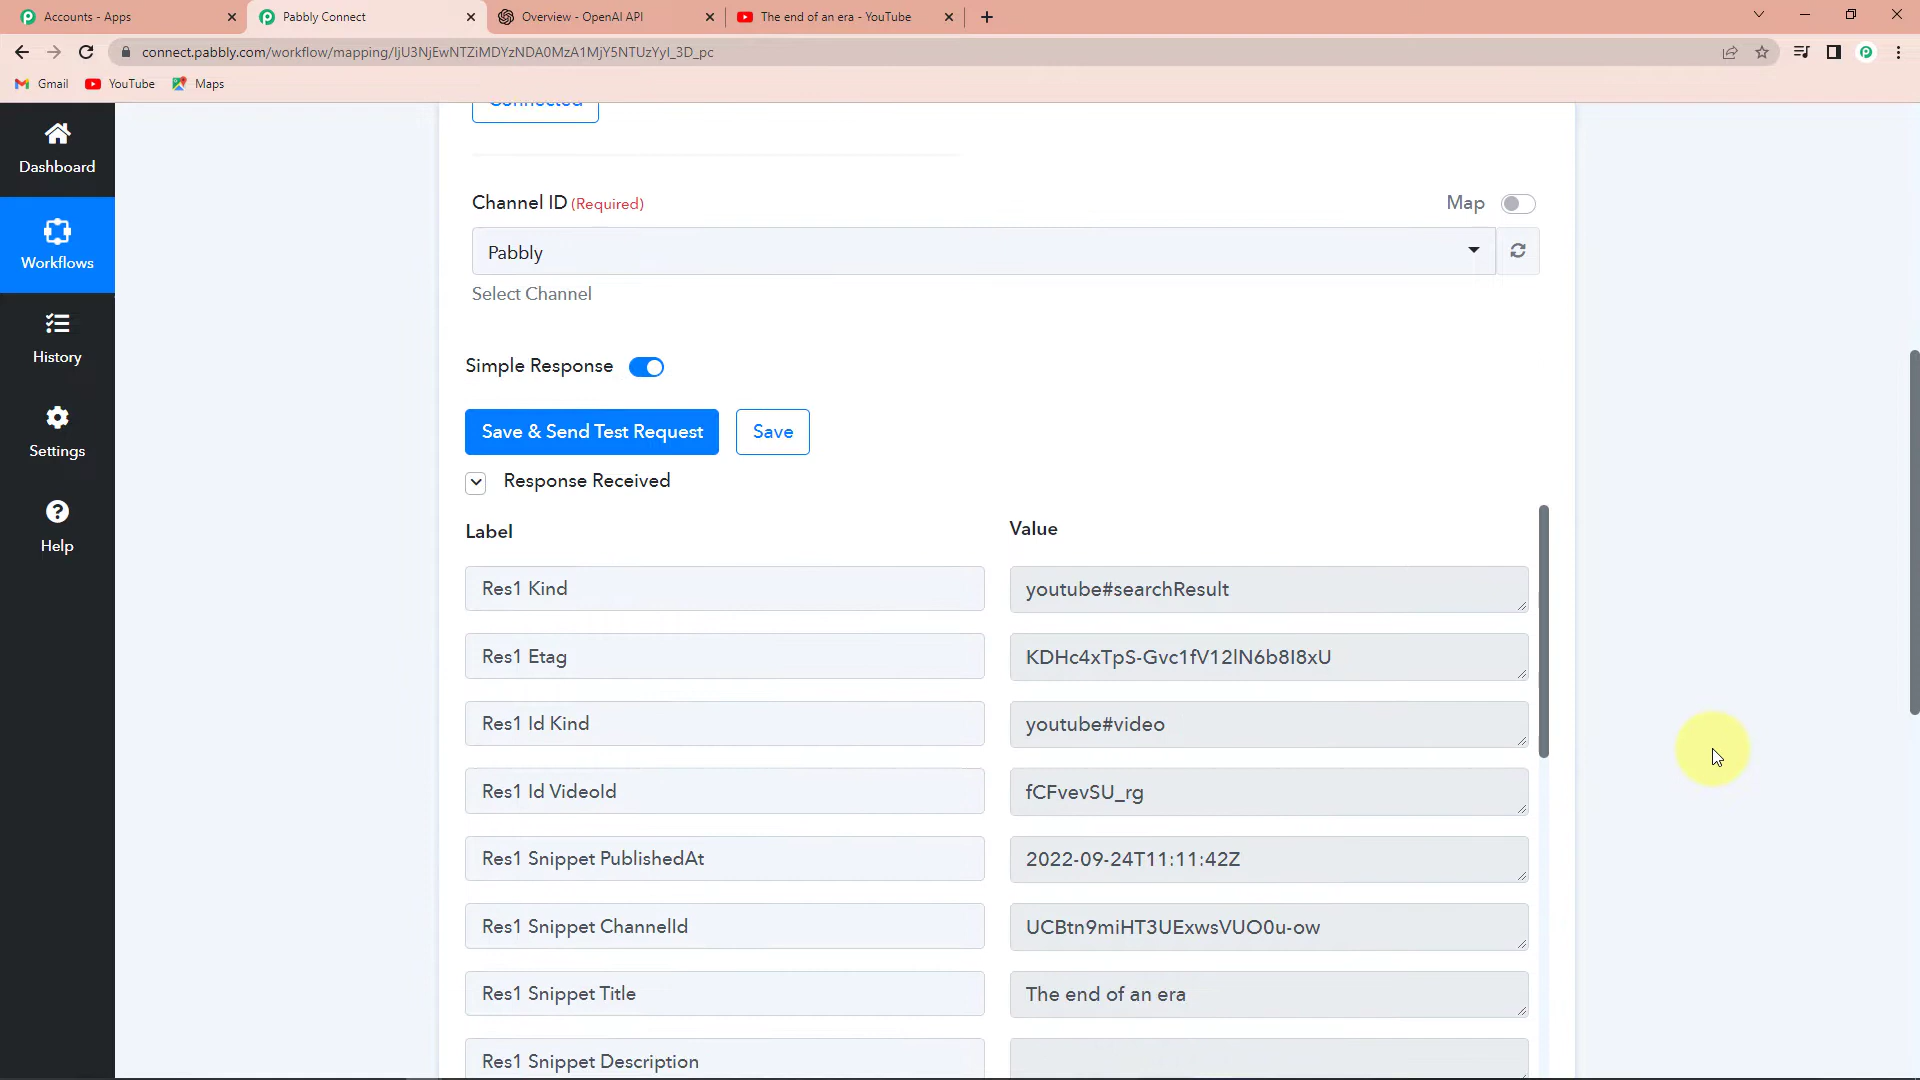 Accounts - Apps
Pabbly Connect
Overview - OpenAI API
The end of an era - YouTube
connect.pabbly.com/workflow/mapping/IjU3NjEwNTZiMDYzNDA0MzA1MjY5NTUzYyI_3D_pc
Gmail
YouTube
Maps
Dashboard
Workflows
History
Settings
Help
Connected
Channel ID (Required)
Map
Pabbly
Select Channel
Simple Response
Save & Send Test Request
Save
Response Received
Label
Value
Res1 Kind
youtube#searchResult
Res1 Etag
KDHc4xTpS-Gvc1fV12lN6b8I8xU
Res1 Id Kind
youtube#video
Res1 Id VideoId
fCFvevSU_rg
Res1 Snippet PublishedAt
2022-09-24T11:11:42Z
Res1 Snippet ChannelId
UCBtn9miHT3UExwsVUO0u-ow
Res1 Snippet Title
The end of an era
Res1 Snippet Description